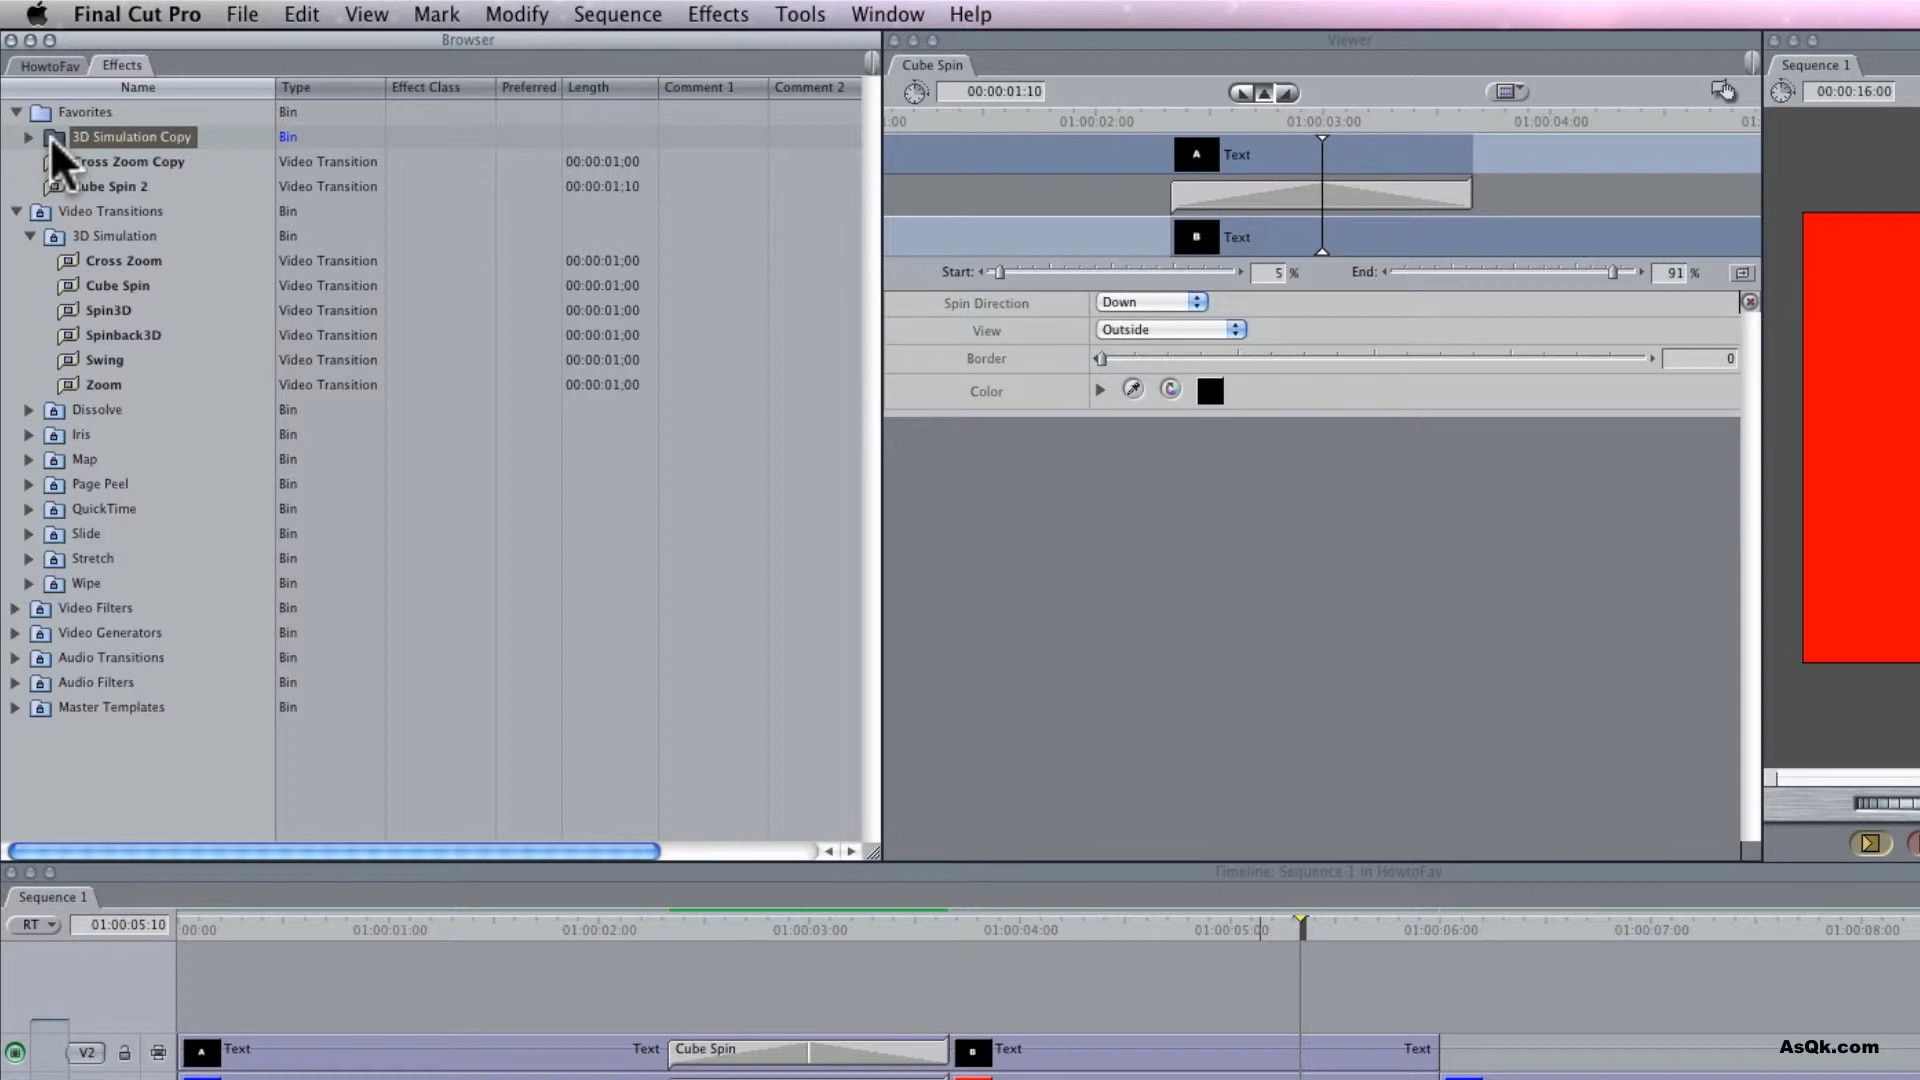 Final Cut Pro File Edit View Mark Modify Sequence Effects Tools Window Help
Browser
HowtoFav Effects
Name Type Effect Class Preferred Length Comment 1 Comment 2
Favorites Bin
3D Simulation Copy Bin
ross Zoom Copy Video Transition 00:00:01;00
ube Spin 2 Video Transition 00:00:01;10
Video Transitions Bin
3D Simulation Bin
Cross Zoom Video Transition 00:00:01;00
Cube Spin Video Transition 00:00:01;00
Spin3D Video Transition 00:00:01;00
Spinback3D Video Transition 00:00:01;00
Swing Video Transition 00:00:01;00
Zoom Video Transition 00:00:01;00
Dissolve Bin
Iris Bin
Map Bin
Page Peel Bin
QuickTime Bin
Slide Bin
Stretch Bin
Wipe Bin
Video Filters Bin
Video Generators Bin
Audio Transitions Bin
Audio Filters Bin
Master Templates Bin
Viewer
Cube Spin
00:00:01:10
:00 01:00:02:00 01:00:03:00 01:00:04:00 01:
A Text
B Text
Start: 5 % End: 91 %
Spin Direction Down
View Outside
Border 0
Color
Sequence 1
00:00:16:00
Timeline: Sequence 1 in HowtoFav
Sequence 1
RT 01:00:05:10 :00:00 01:00:01:00 01:00:02:00 01:00:03:00 01:00:04:00 01:00:05:00 01:00:06:00 01:00:07:00 01:00:08:00
V2 A Text Text Cube Spin B Text Text
AsQk.com